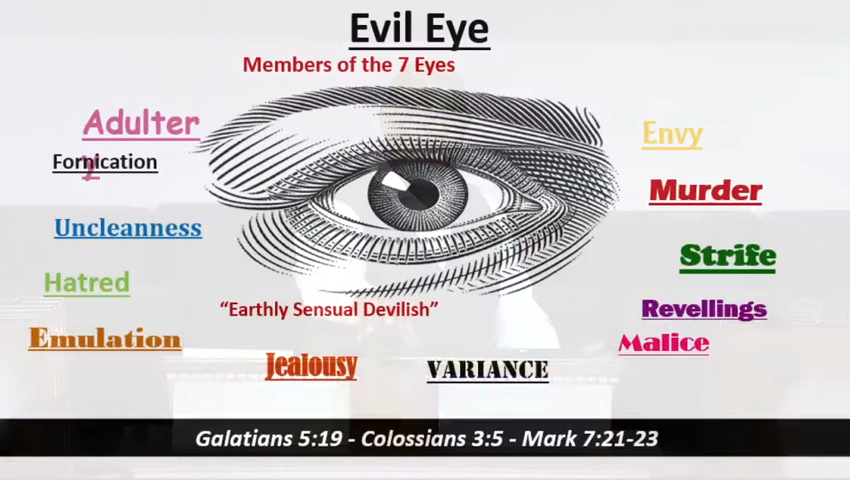 Evil Eye
Members of the 7 Eyes
Adulter
y
Fornication
Uncleanness
Hatred
Emulation
Jealousy
VARIANCE
Envy
Murder
Strife
Revellings
Malice
“Earthly Sensual Devilish”
Galatians 5:19 - Colossians 3:5 - Mark 7:21-23